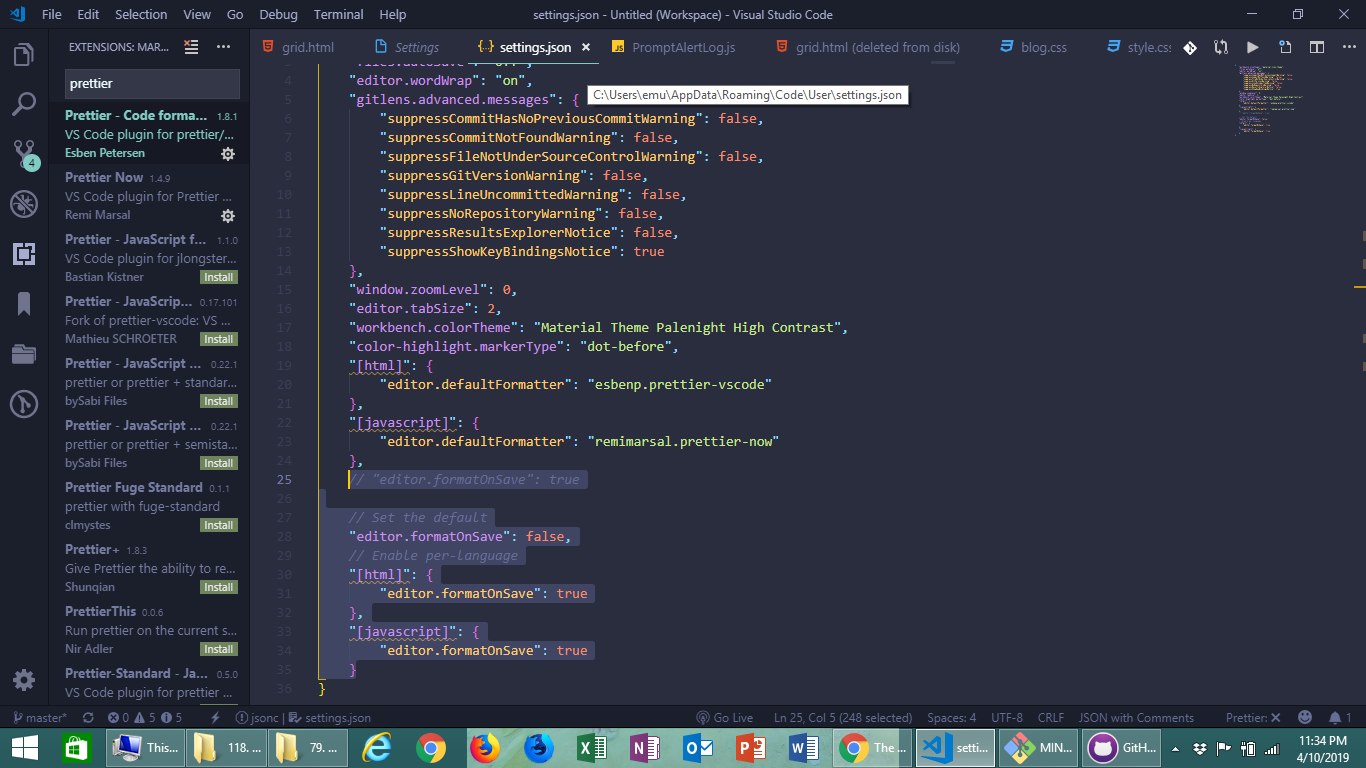 File Edit Selection View Go Debug Terminal Help settings.json - Untitled (Workspace) - Visual Studio Code
EXTENSIONS: MAR...
prettier
Prettier - Code forma... 1.8.1
VS Code plugin for prettier/...
Esben Petersen
Prettier Now 1.4.9
VS Code plugin for Prettier ...
Remi Marsal
Prettier - JavaScript f... 1.1.0
VS Code plugin for jlongster...
Bastian Kistner Install
Prettier - JavaScrip... 0.17.101
Fork of prettier-vscode: VS ...
Mathieu SCHROETER Install
Prettier - JavaScript ... 0.22.1
prettier or prettier + standar...
bySabi Files Install
Prettier - JavaScript ... 0.22.1
prettier or prettier + semista...
bySabi Files Install
Prettier Fuge Standard 0.1.1
prettier with fuge-standard
clmystes Install
Prettier+ 1.8.3
Give Prettier the ability to re...
Shunqian Install
PrettierThis 0.0.6
Run prettier on the current s...
Nir Adler Install
Prettier-Standard - Ja... 0.5.0
VS Code plugin for prettier ...
4
grid.html Settings settings.json PromptAlertLog.js grid.html (deleted from disk) blog.css style.css
C:\Users\emu\AppData\Roaming\Code\User\settings.json
3 "files.autoSave": "off",
4 "editor.wordWrap": "on",
5 "gitlens.advanced.messages": {
6 "suppressCommitHasNoPreviousCommitWarning": false,
7 "suppressCommitNotFoundWarning": false,
8 "suppressFileNotUnderSourceControlWarning": false,
9 "suppressGitVersionWarning": false,
10 "suppressLineUncommittedWarning": false,
11 "suppressNoRepositoryWarning": false,
12 "suppressResultsExplorerNotice": false,
13 "suppressShowKeyBindingsNotice": true
14 },
15 "window.zoomLevel": 0,
16 "editor.tabSize": 2,
17 "workbench.colorTheme": "Material Theme Palenight High Contrast",
18 "color-highlight.markerType": "dot-before",
19 "[html]": {
20 "editor.defaultFormatter": "esbenp.prettier-vscode"
21 },
22 "[javascript]": {
23 "editor.defaultFormatter": "remimarsal.prettier-now"
24 },
25 // "editor.formatOnSave": true
26
27 // Set the default
28 "editor.formatOnSave": false,
29 // Enable per-language
30 "[html]": {
31 "editor.formatOnSave": true
32 },
33 "[javascript]": {
34 "editor.formatOnSave": true
35 }
36 }
master* 0 5 5 jsonc settings.json Go Live Ln 25, Col 5 (248 selected) Spaces: 4 UTF-8 CRLF JSON with Comments Prettier: 1
This... 118. ... 79. ... The ... setti... MIN... GitH...
11:34 PM
4/10/2019